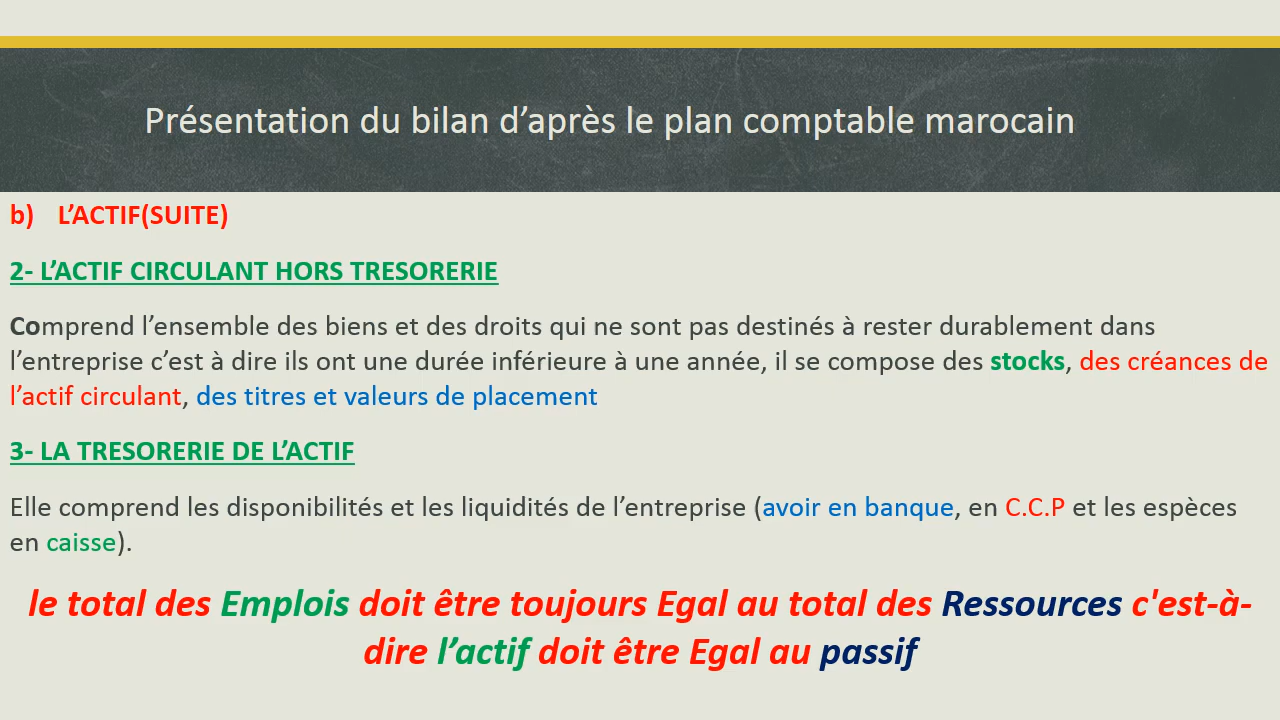 Présentation du bilan d’après le plan comptable marocain
b) L’ACTIF(SUITE)
2- L’ACTIF CIRCULANT HORS TRESORERIE
Comprend l’ensemble des biens et des droits qui ne sont pas destinés à rester durablement dans
l’entreprise c’est à dire ils ont une durée inférieure à une année, il se compose des stocks, des créances de
l’actif circulant, des titres et valeurs de placement
3- LA TRESORERIE DE L’ACTIF
Elle comprend les disponibilités et les liquidités de l’entreprise (avoir en banque, en C.C.P et les espèces
en caisse).
le total des Emplois doit être toujours Egal au total des Ressources c'est-à-
dire l’actif doit être Egal au passif